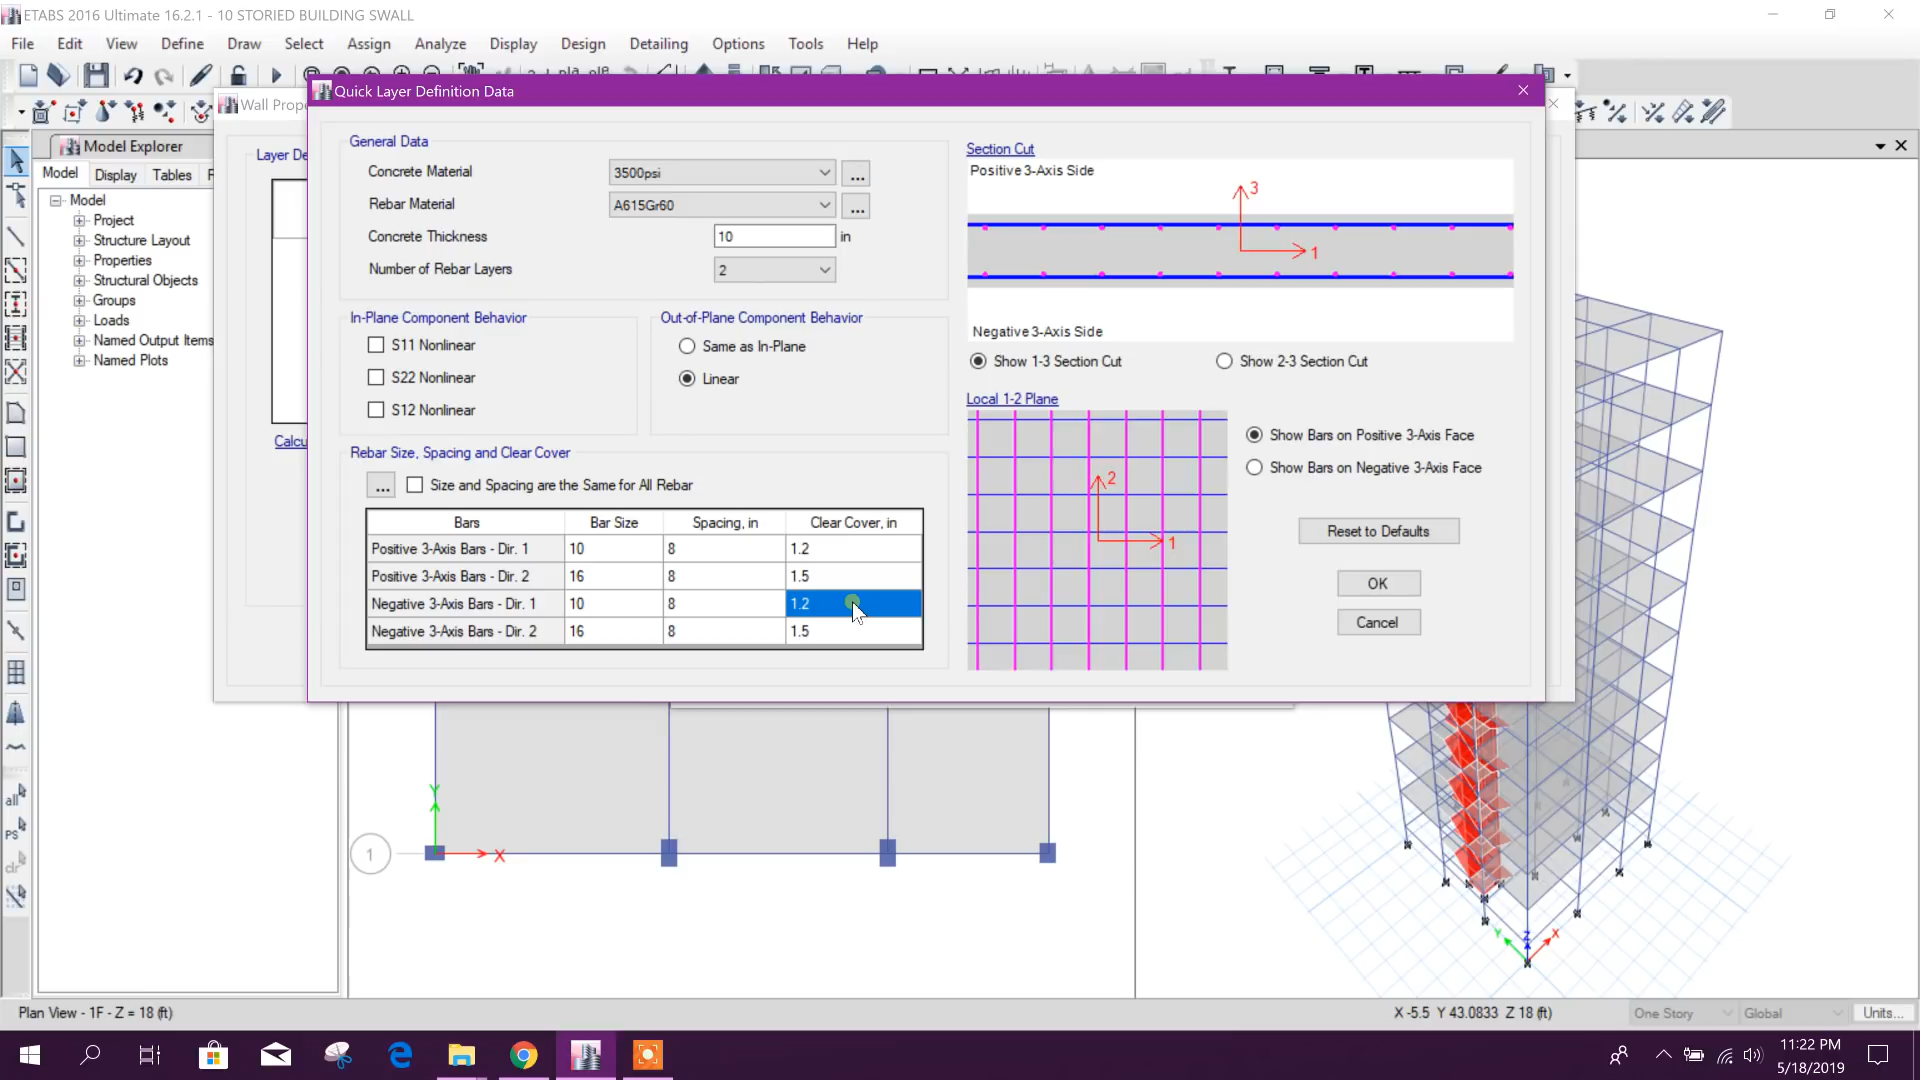 ETABS 2016 Ultimate 16.2.1 - 10 STORIED BUILDING SWALL
File Edit View Define Draw Select Assign Analyze Display Design Detailing Options Tools Help
Wall Prope
Quick Layer Definition Data
Model Explorer
Model Display Tables
Model
Project
Structure Layout
Properties
Structural Objects
Groups
Loads
Named Output Items
Named Plots
Layer De
Calcu
General Data
Concrete Material 3500psi ...
Rebar Material A615Gr60 ...
Concrete Thickness 10 in
Number of Rebar Layers 2
In-Plane Component Behavior
S11 Nonlinear
S22 Nonlinear
S12 Nonlinear
Out-of-Plane Component Behavior
Same as In-Plane
Linear
Rebar Size, Spacing and Clear Cover
... Size and Spacing are the Same for All Rebar
Bars Bar Size Spacing, in Clear Cover, in
Positive 3-Axis Bars - Dir. 1 10 8 1.2
Positive 3-Axis Bars - Dir. 2 16 8 1.5
Negative 3-Axis Bars - Dir. 1 10 8 1.2
Negative 3-Axis Bars - Dir. 2 16 8 1.5
Section Cut
Positive 3-Axis Side
3
1
Negative 3-Axis Side
Show 1-3 Section Cut Show 2-3 Section Cut
Local 1-2 Plane
2
1
Show Bars on Positive 3-Axis Face
Show Bars on Negative 3-Axis Face
Reset to Defaults
OK
Cancel
all
PS
clr
Y
X
1
Y Z X
Plan View - 1F - Z = 18 (ft)
X -5.5 Y 43.0833 Z 18 (ft)
One Story Global Units...
11:22 PM
5/18/2019